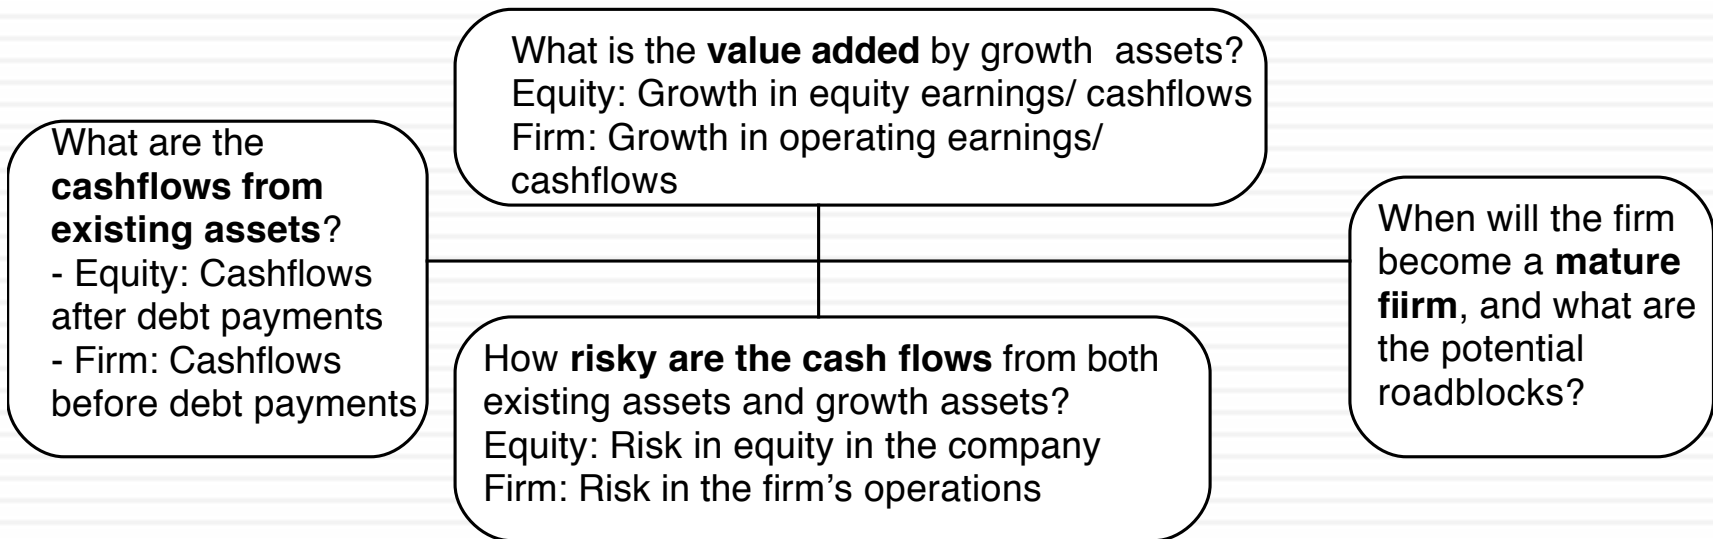 What is the value added by growth  assets?
Equity: Growth in equity earnings/ cashflows
Firm: Growth in operating earnings/
cashflows
What are the
cashflows from
existing assets?
- Equity: Cashflows
after debt payments
- Firm: Cashflows
before debt payments
When will the firm
become a mature
fiirm, and what are
the potential
roadblocks?
How risky are the cash flows from both
existing assets and growth assets?
Equity: Risk in equity in the company
Firm: Risk in the firm’s operations